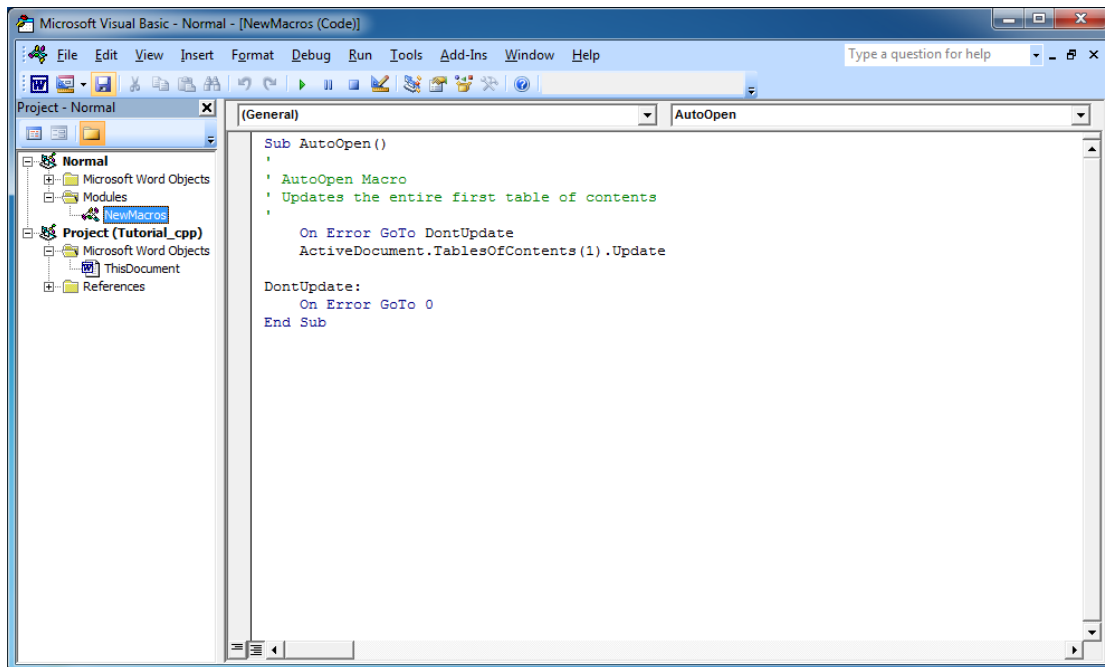 Microsoft Visual Basic - Normal - [NewMacros (Code)]
File Edit View Insert Format Debug Run Tools Add-Ins Window Help
Type a question for help
Project - Normal
Normal
Microsoft Word Objects
Modules
NewMacros
Project (Tutorial_cpp)
Microsoft Word Objects
ThisDocument
References
(General)
AutoOpen
Sub AutoOpen()
'
' AutoOpen Macro
' Updates the entire first table of contents
'
    On Error GoTo DontUpdate
    ActiveDocument.TablesOfContents(1).Update

DontUpdate:
    On Error GoTo 0
End Sub